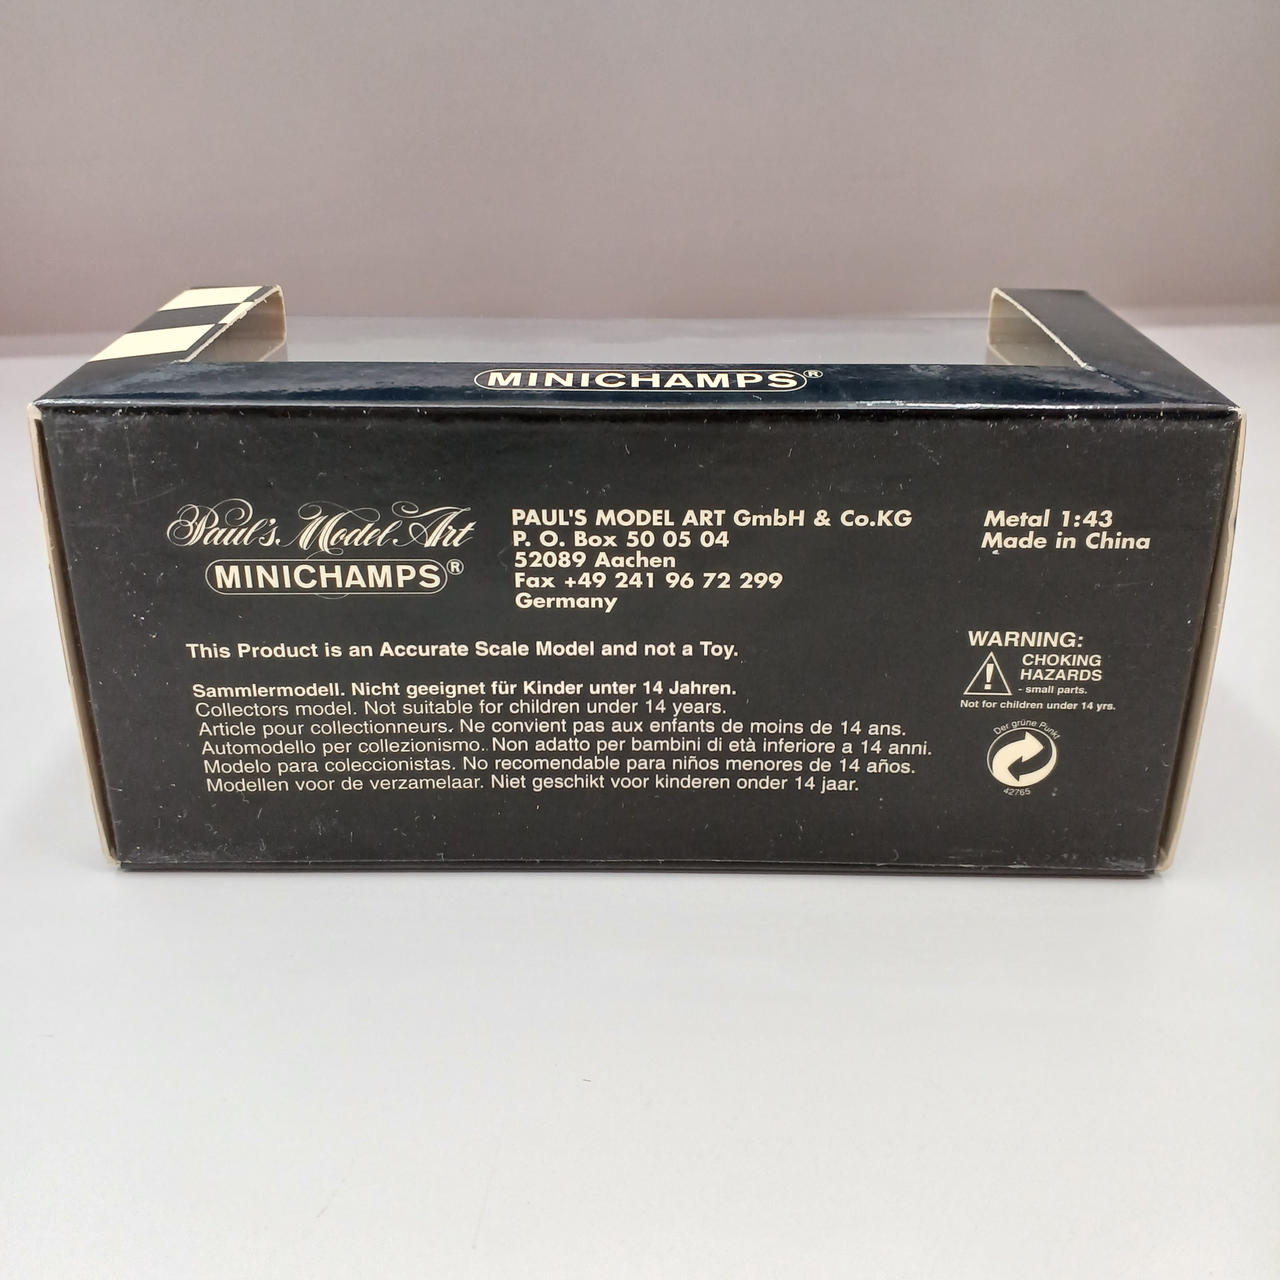 MINICHAMPS®
Paul's Model Art
MINICHAMPS®
PAUL'S MODEL ART GmbH & Co.KG
P. O. Box 50 05 04
52089 Aachen
Fax +49 241 96 72 299
Germany
Metal 1:43
Made in China
This Product is an Accurate Scale Model and not a Toy.
Sammlermodell. Nicht geeignet für Kinder unter 14 Jahren.
Collectors model. Not suitable for children under 14 years.
Article pour collectionneurs. Ne convient pas aux enfants de moins de 14 ans.
Automodello per collezionismo. Non adatto per bambini di età inferiore a 14 anni.
Modelo para coleccionistas. No recomendable para niños menores de 14 años.
Modellen voor de verzamelaar. Niet geschikt voor kinderen onder 14 jaar.
WARNING:
CHOKING
HAZARDS
- small parts.
Not for children under 14 yrs.
Der grüne Punkt
42765